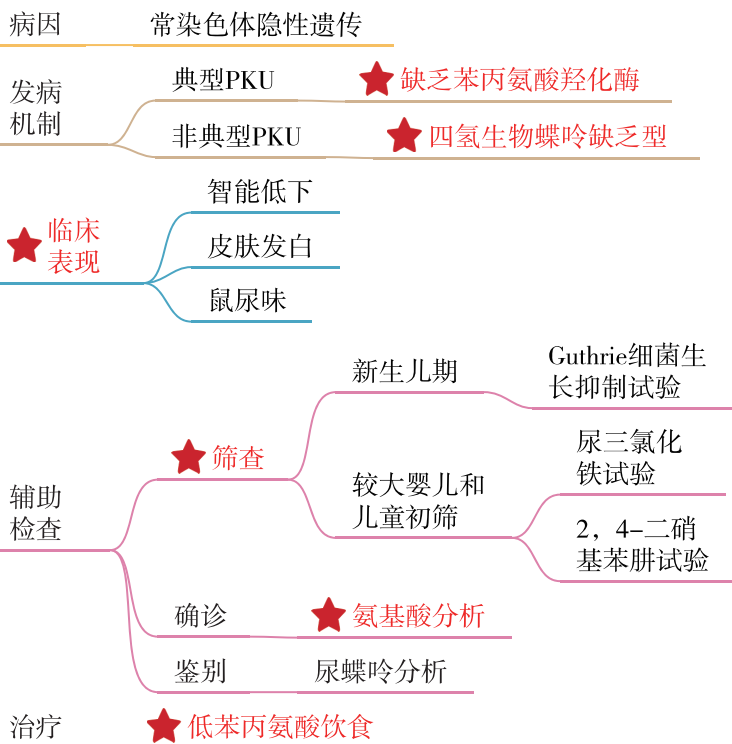 病因
常染色体隐性遗传
发病
机制
典型PKU
缺乏苯丙氨酸羟化酶
非典型PKU
四氢生物蝶呤缺乏型
临床
表现
智能低下
皮肤发白
鼠尿味
辅助
检查
筛查
新生儿期
Guthrie细菌生
长抑制试验
较大婴儿和
儿童初筛
尿三氯化
铁试验
2，4-二硝
基苯肼试验
确诊
氨基酸分析
鉴别
尿蝶呤分析
治疗
低苯丙氨酸饮食